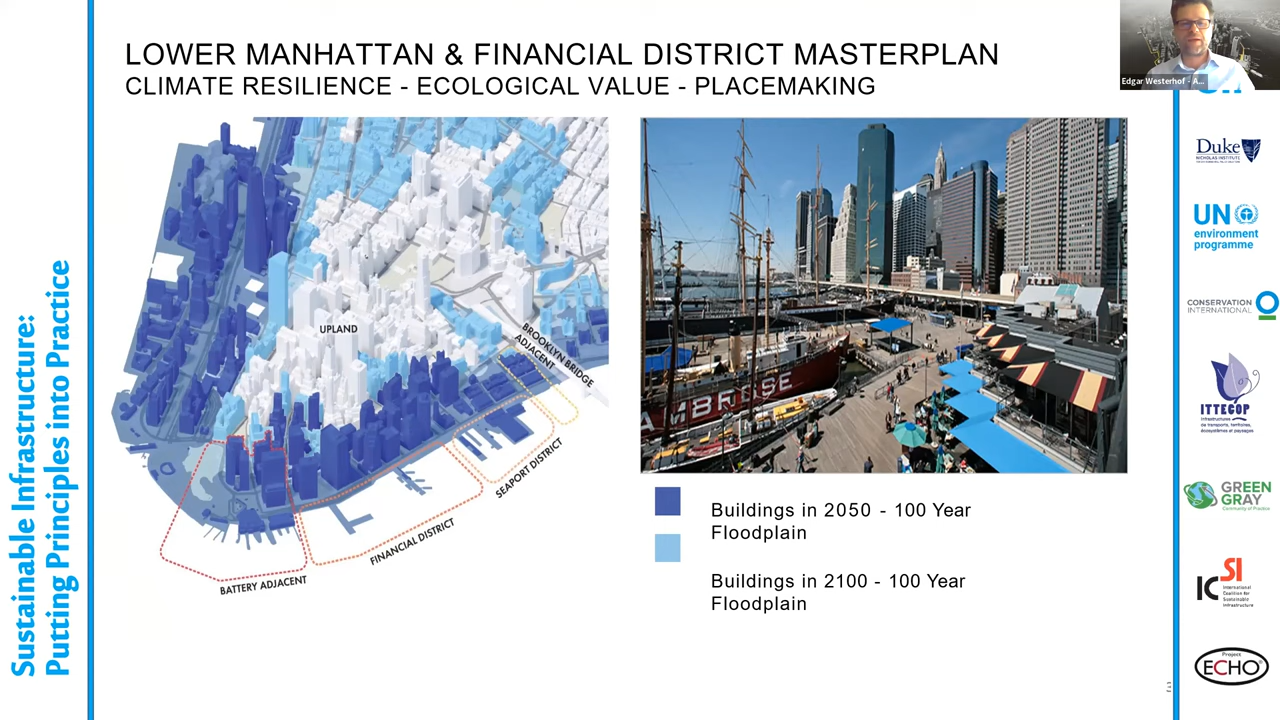 LOWER MANHATTAN & FINANCIAL DISTRICT MASTERPLAN
CLIMATE RESILIENCE - ECOLOGICAL VALUE - PLACEMAKING
Edgar Westerhof - A...
UPLAND
BROOKLYN BRIDGE
ADJACENT
SEAPORT DISTRICT
FINANCIAL DISTRICT
BATTERY ADJACENT
AMBROSE
Buildings in 2050 - 100 Year
Floodplain
Buildings in 2100 - 100 Year
Floodplain
Sustainable Infrastructure:
Putting Principles into Practice
Duke
NICHOLAS INSTITUTE
UN
environment
programme
CONSERVATION
INTERNATIONAL
ITTECOP
Infrastructures
de transports, territoires,
écosystèmes et paysages
GREEN
GRAY
Community of Practice
ICSI
International
Coalition for
Sustainable
Infrastructure
Project
ECHO